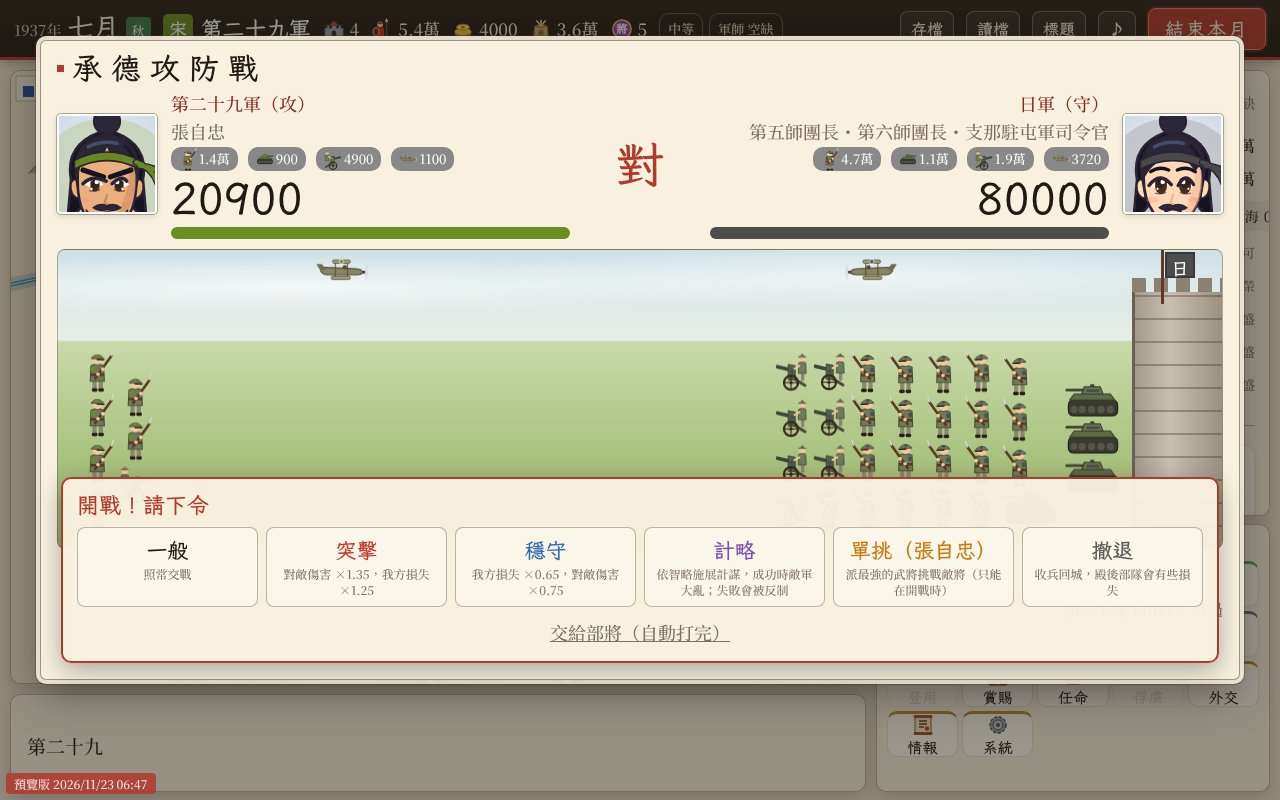 1937年 七月 秋 宋 第二十九軍 4 5.4萬 4000 3.6萬 將 5 中等 軍師 空缺 存檔 讀檔 標題 ♪ 結束本月
承德攻防戰
第二十九軍（攻）
張自忠
1.4萬 900 4900 1100
20900
對
日軍（守）
第五師團長・第六師團長・支那駐屯軍司令官
4.7萬 1.1萬 1.9萬 3720
80000
日
開戰！請下令
一般
照常交戰
突擊
對敵傷害 ×1.35，我方損失
×1.25
穩守
我方損失 ×0.65，對敵傷害
×0.75
計略
依智略施展計謀，成功時敵軍
大亂；失敗會被反制
單挑（張自忠）
派最強的武將挑戰敵將（只能
在開戰時）
撤退
收兵回城，殿後部隊會有些損
失
交給部將（自動打完）
登用 賞賜 任命 俘虜 外交
情報 系統
第二十九
預覽版 2026/11/23 06:47